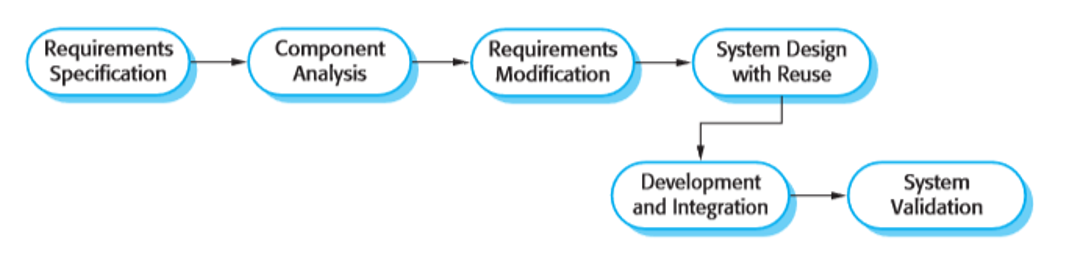 Requirements
Specification
Component
Analysis
Requirements
Modification
System Design
with Reuse
Development
and Integration
System
Validation